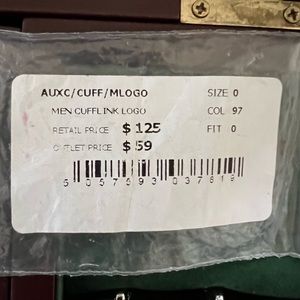 AUXC/CUFF/MLOGO SIZE 0
MEN CUFFLINK LOGO COL 97
RETAIL PRICE $ 125 FIT 0
OUTLET PRICE $ 59
5 057593 037819